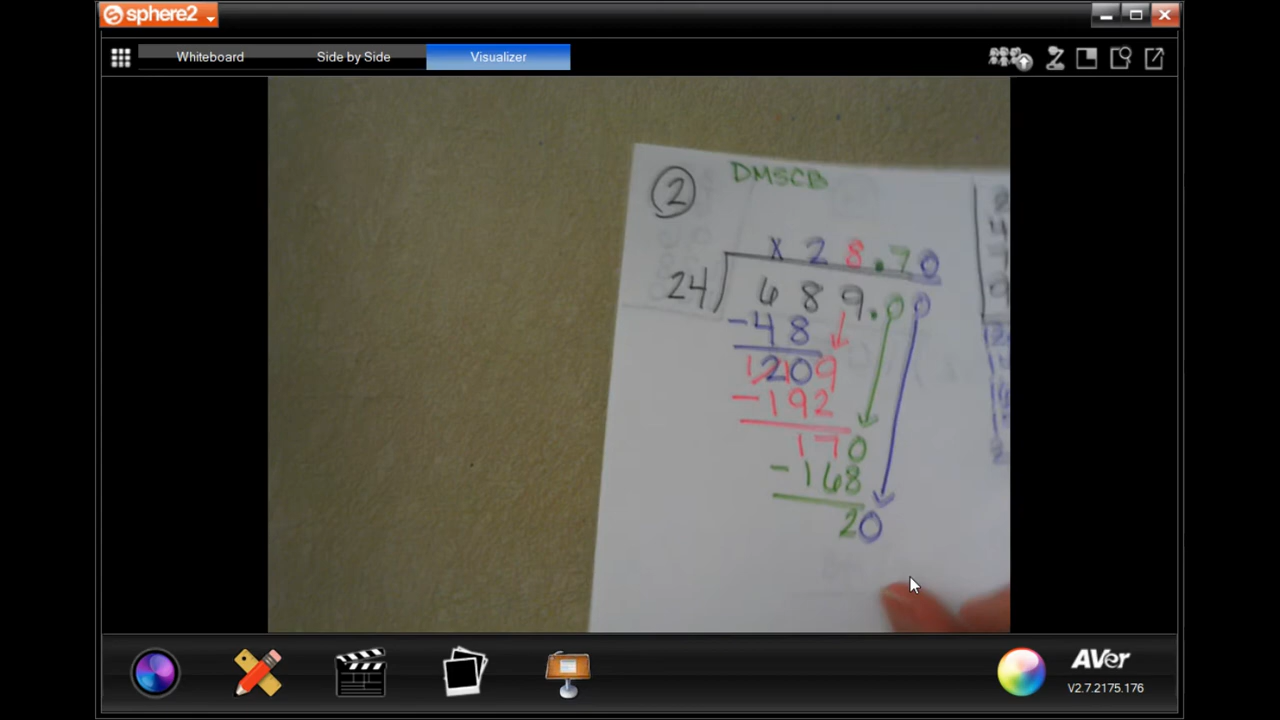 sphere2
Whiteboard Side by Side Visualizer
DMSCB
2
x 2 8 . 7 0
24 ) 6 8 9 . 0 0
- 4 8
2 0 9
- 1 9 2
1 7 0
- 1 6 8
2 0
AVer
V2.7.2175.176